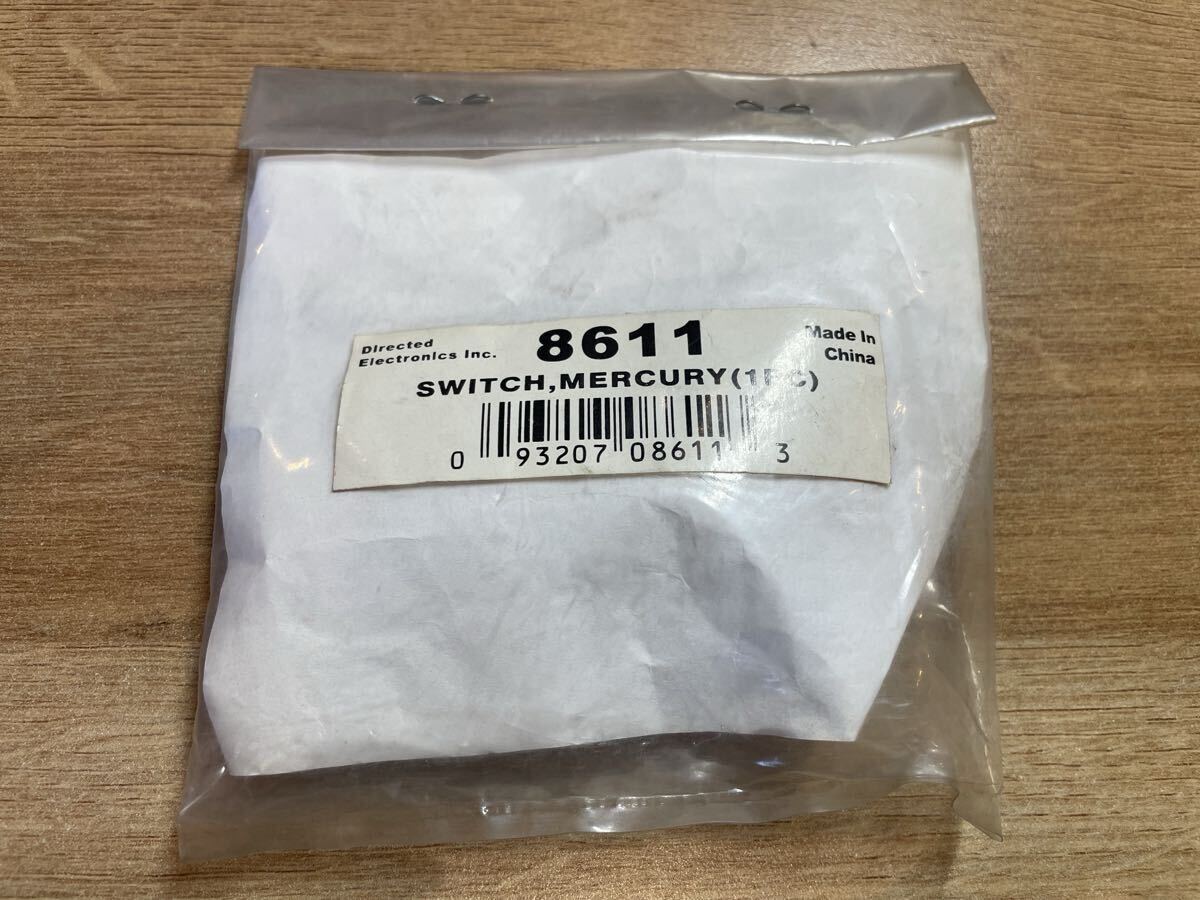 Directed
Electronics Inc.
8611
Made In
China
SWITCH,MERCURY(1PC)
0 93207 08611 3